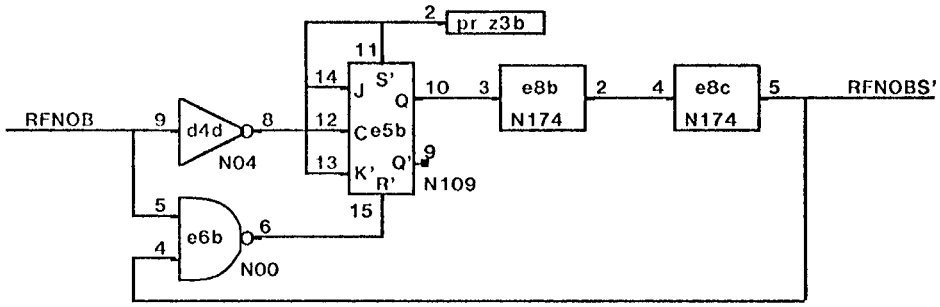 2 pr z3b
11
14 J S' 10 3 e8b 2 4 e8c 5 RFNOBS'
Q
RFNOB 9 d4d 8 12 C e5b N174 N174
N04 13 K' Q' 9
R' N109
5 15
e6b 6
4
N00